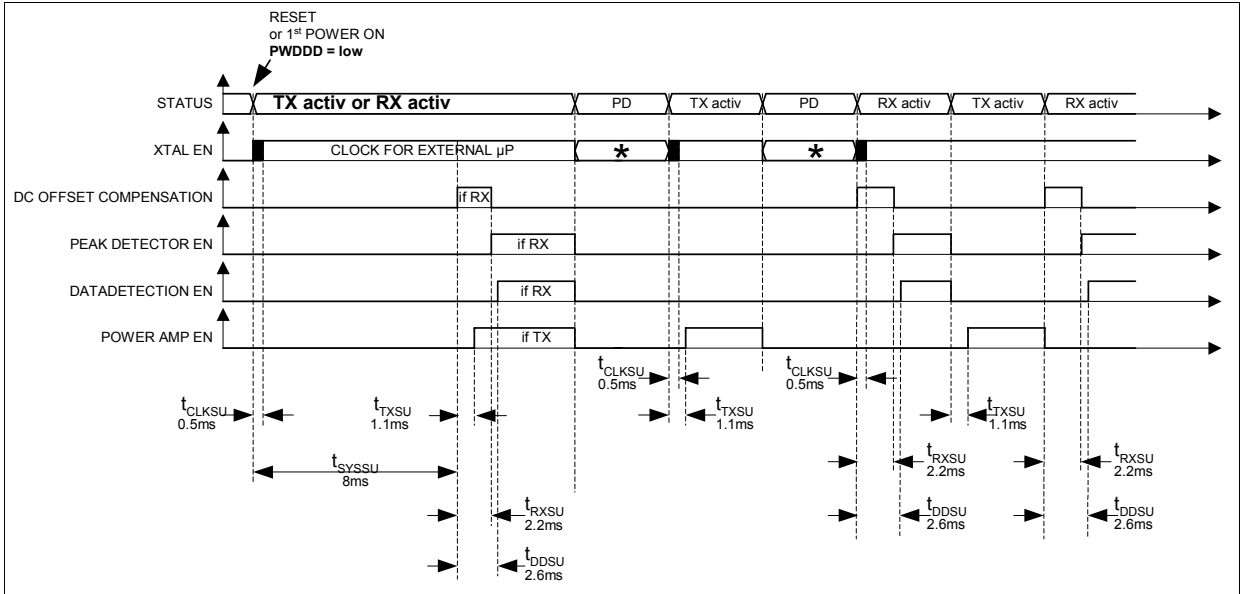 RESET
or 1st POWER ON
PWDDD = low
STATUS
TX activ or RX activ
PD
TX activ
PD
RX activ
TX activ
RX activ
XTAL EN
CLOCK FOR EXTERNAL µP
*
*
DC OFFSET COMPENSATION
if RX
PEAK DETECTOR EN
if RX
DATADETECTION EN
if RX
POWER AMP EN
if TX
tCLKSU
0.5ms
tCLKSU
0.5ms
tCLKSU
0.5ms
tTXSU
1.1ms
tTXSU
1.1ms
tTXSU
1.1ms
tSYSSU
8ms
tRXSU
2.2ms
tRXSU
2.2ms
tRXSU
2.2ms
tDDSU
2.6ms
tDDSU
2.6ms
tDDSU
2.6ms